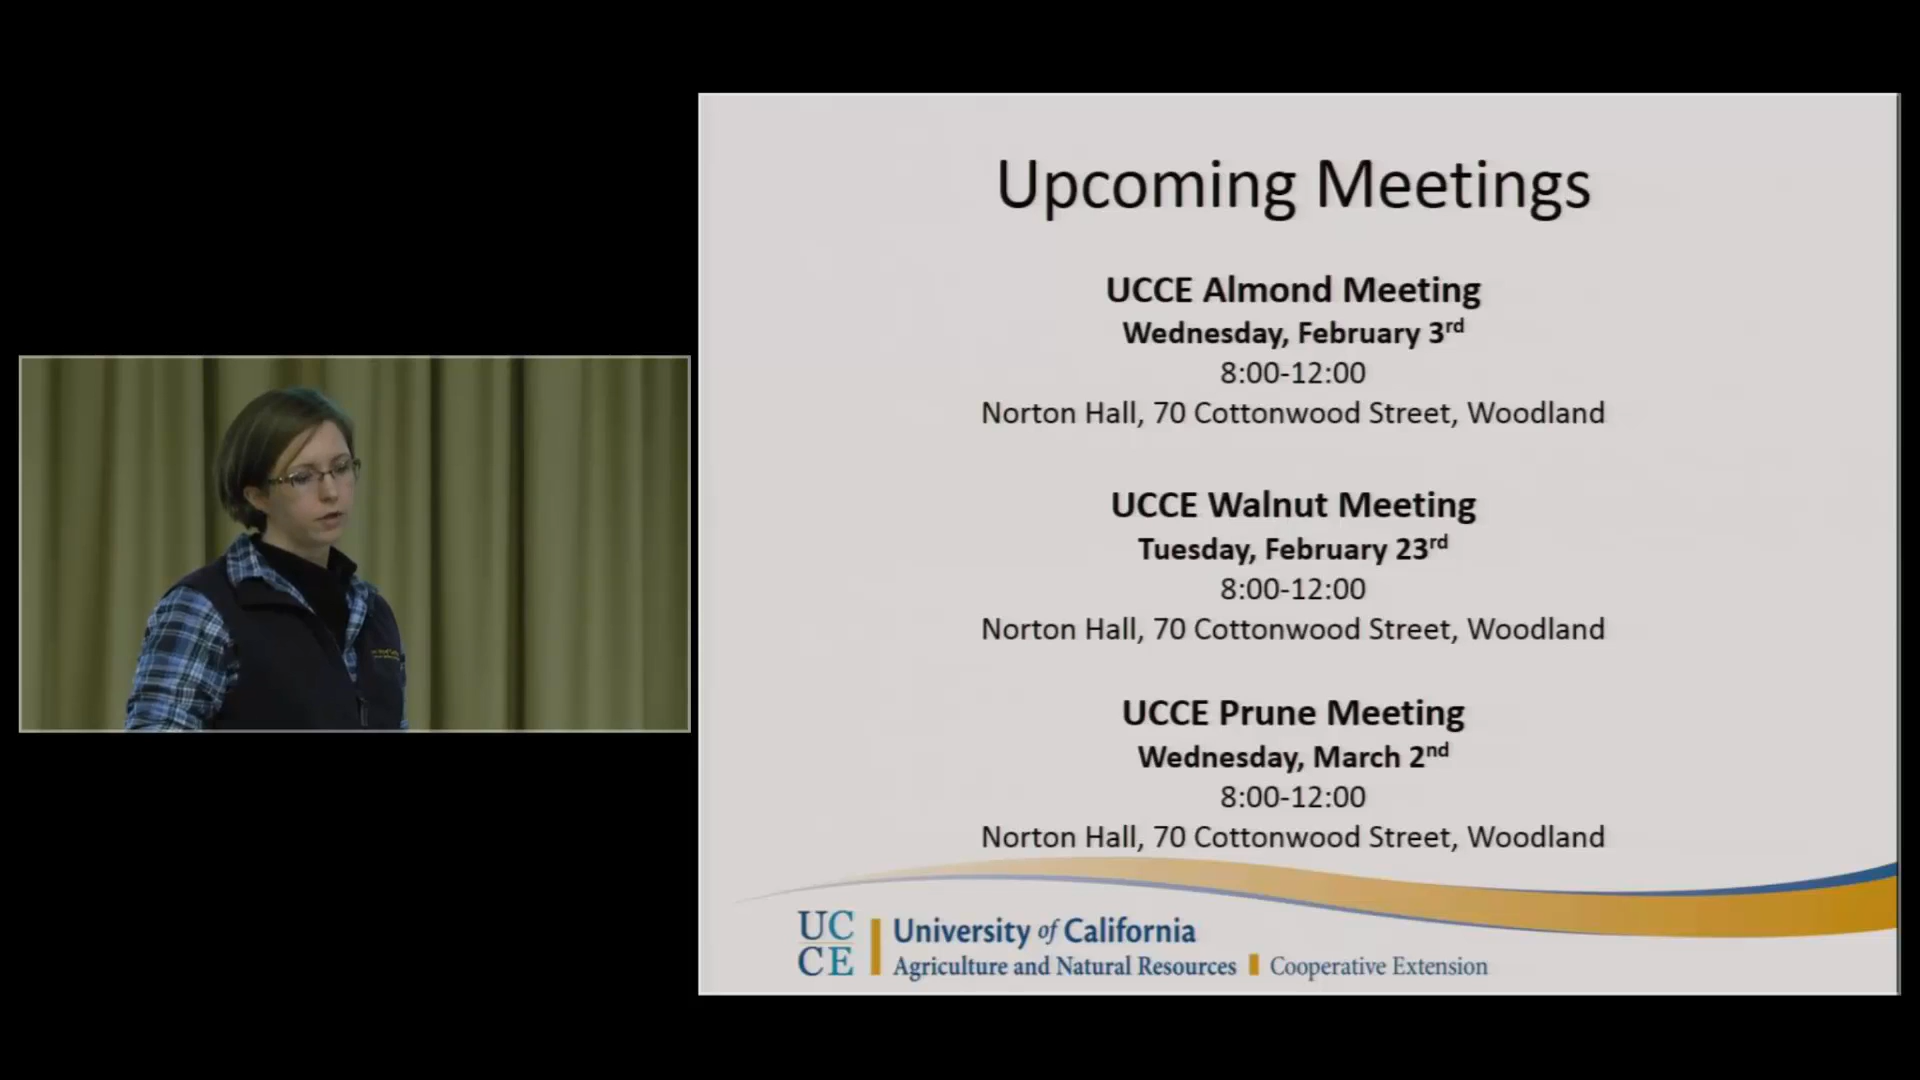 Upcoming Meetings
UCCE Almond Meeting
Wednesday, February 3rd
8:00-12:00
Norton Hall, 70 Cottonwood Street, Woodland
UCCE Walnut Meeting
Tuesday, February 23rd
8:00-12:00
Norton Hall, 70 Cottonwood Street, Woodland
UCCE Prune Meeting
Wednesday, March 2nd
8:00-12:00
Norton Hall, 70 Cottonwood Street, Woodland
UC
CE
University of California
Agriculture and Natural Resources Cooperative Extension